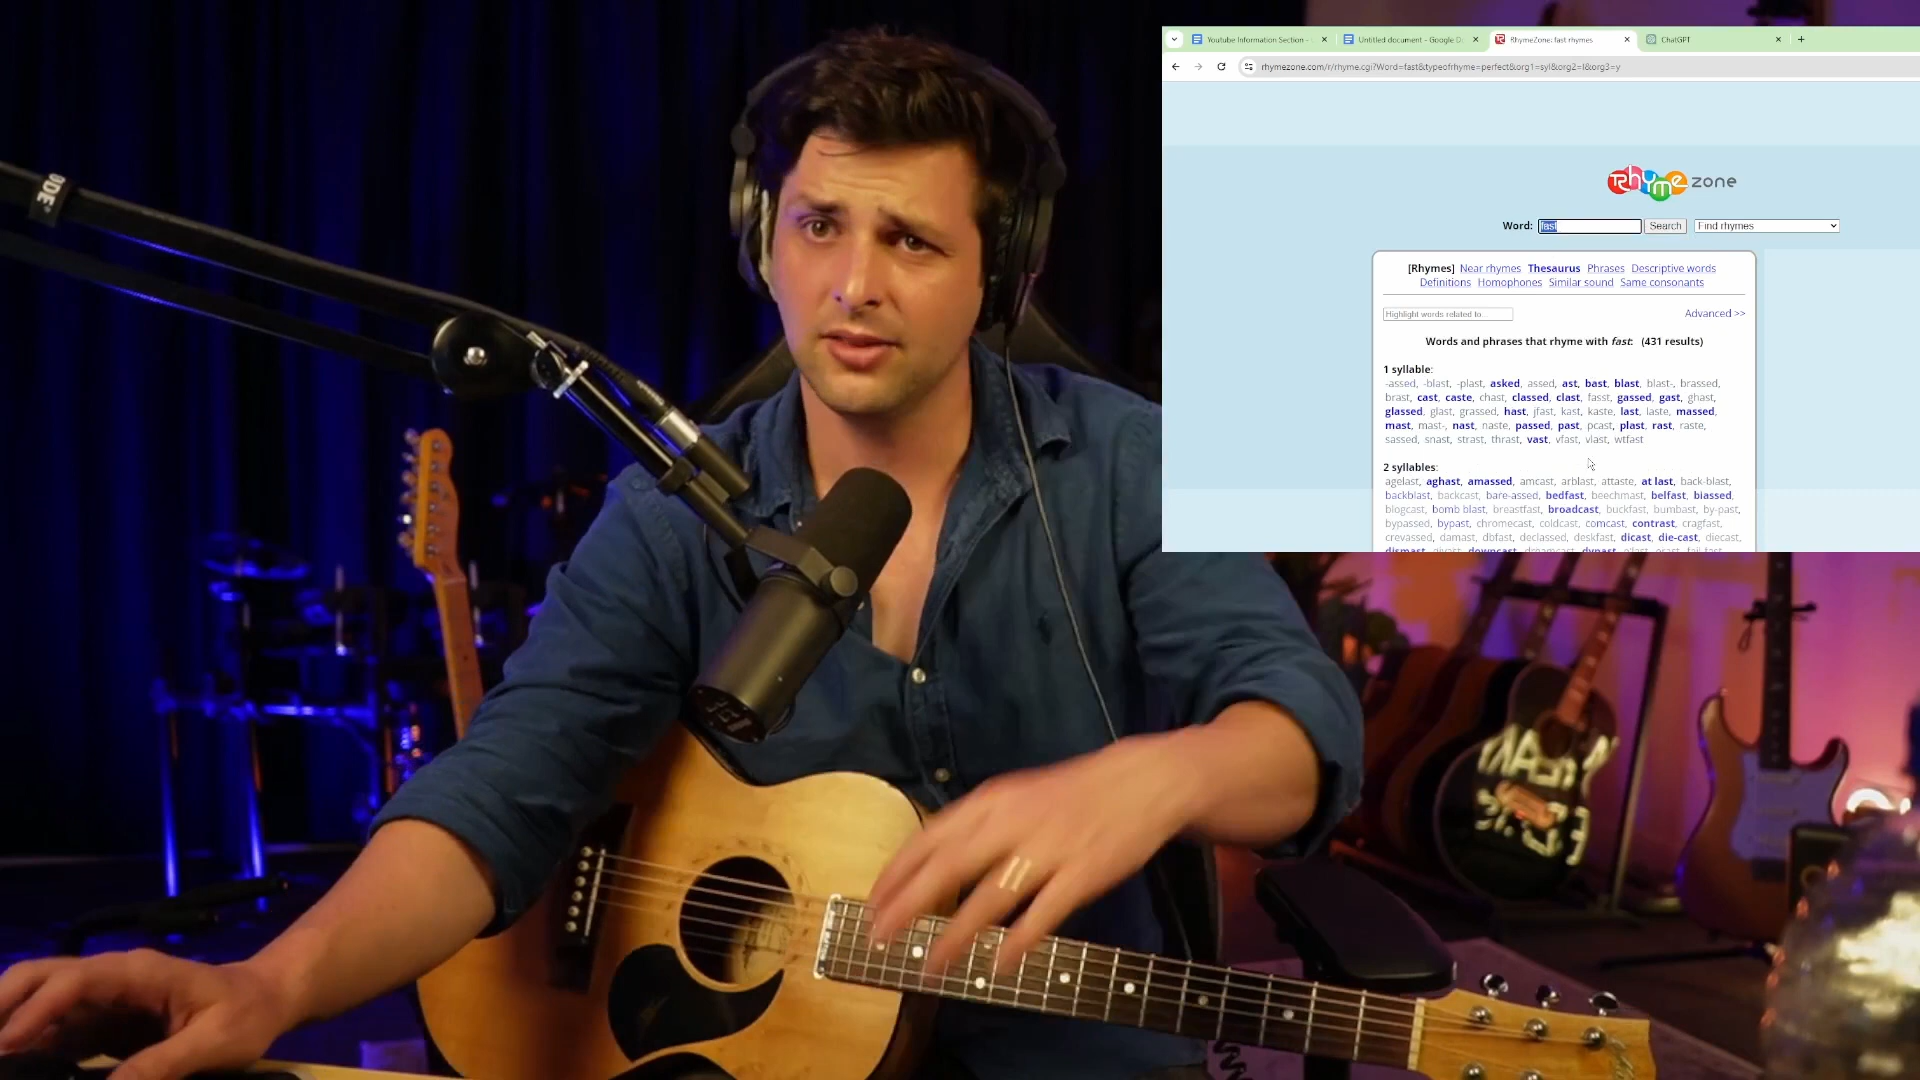 Youtube Information Section -
Untitled document - Google D
RhymeZone: fast rhymes
ChatGPT
rhymezone.com/r/rhyme.cgi?Word=fast&typeofrhyme=perfect&org1=syl&org2=l&org3=y
Rhyme zone
Word: fast Search Find rhymes
[Rhymes] Near rhymes Thesaurus Phrases Descriptive words
Definitions Homophones Similar sound Same consonants
Highlight words related to...
Advanced >>
Words and phrases that rhyme with fast: (431 results)
1 syllable:
-assed, -blast, -plast, asked, assed, ast, bast, blast, blast-, brassed,
brast, cast, caste, chast, classed, clast, fasst, gassed, gast, ghast,
glassed, glast, grassed, hast, jfast, kast, kaste, last, laste, massed,
mast, mast-, nast, naste, passed, past, pcast, plast, rast, raste,
sassed, snast, strast, thrast, vast, vfast, vlast, wtfast
2 syllables:
agelast, aghast, amassed, amcast, arblast, attaste, at last, back-blast,
backblast, backcast, bare-assed, bedfast, beechmast, belfast, biassed,
blogcast, bomb blast, breastfast, broadcast, buckfast, bumbast, by-past,
bypassed, bypast, chromecast, coldcast, comcast, contrast, cragfast,
crevassed, damast, dbfast, declassed, deskfast, dicast, die-cast, diecast,